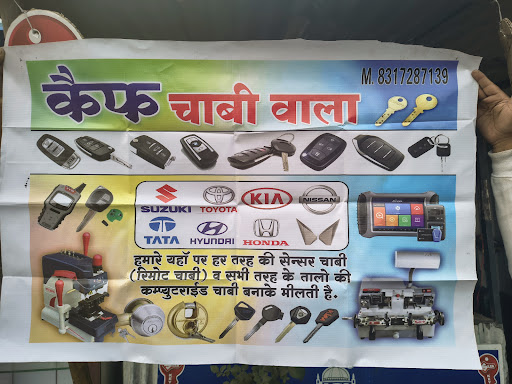 M. 8317287139
कैफ चाबी वाला
SUZUKI TOYOTA KIA NISSAN
TATA HYUNDAI HONDA
हमारे यहाँ पर हर तरह की सेन्सर चाबी
(रिमोट चाबी) व सभी तरह के तालो की
कम्प्युटराईड चाबी बनाके मीलती है.